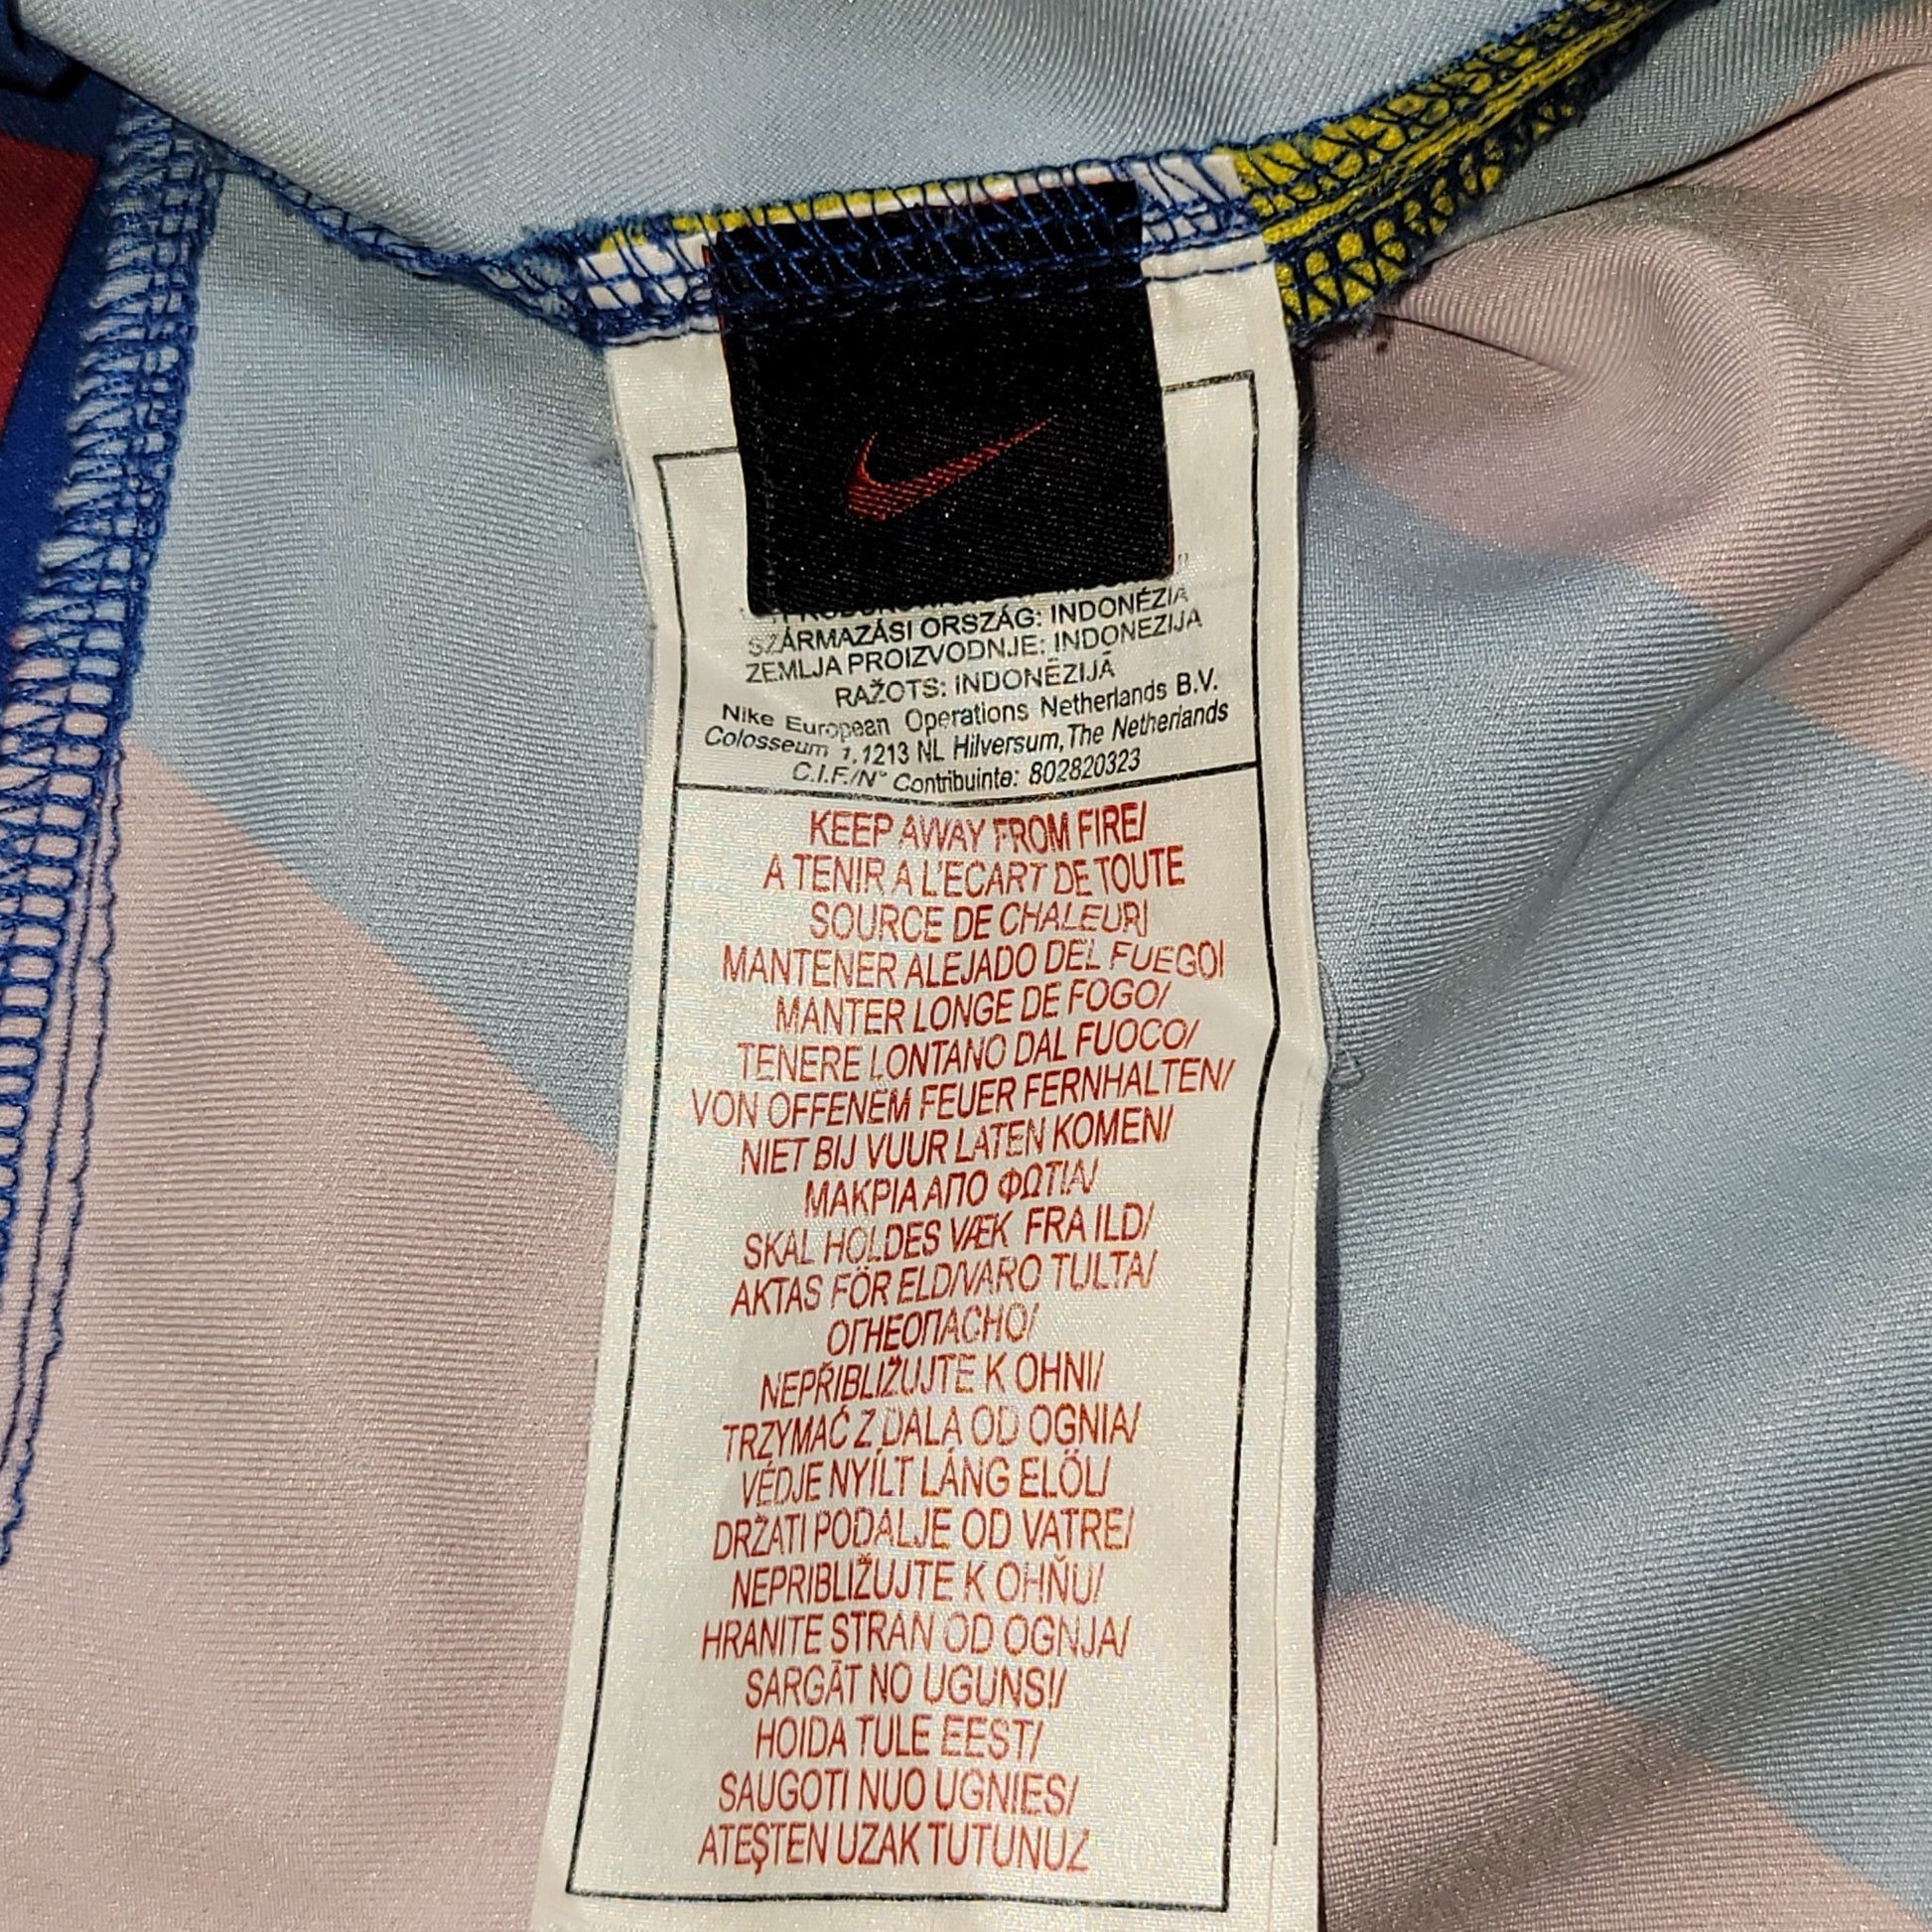 SZÁRMAZÁSI ORSZÁG: INDONÉZIA
ZEMLJA PROIZVODNJE: INDONEZIJA
RAŽOTS: INDONĒZIJĀ
Nike European Operations Netherlands B.V.
Colosseum 1,1213 NL Hilversum,The Netherlands
C.I.F./N° Contribuinte: 802820323
KEEP AWAY FROM FIRE/
A TENIR A L'ECART DE TOUTE
SOURCE DE CHALEUR/
MANTENER ALEJADO DEL FUEGO/
MANTER LONGE DE FOGO/
TENERE LONTANO DAL FUOCO/
VON OFFENEM FEUER FERNHALTEN/
NIET BIJ VUUR LATEN KOMEN/
ΜΑΚΡΙΑ ΑΠΟ ΦΩΤΙΑ/
SKAL HOLDES VÆK FRA ILD/
AKTAS FÖR ELD/VARO TULTA/
ОГНЕОПАСНО/
NEPŘIBLIŽUJTE K OHNI/
TRZYMAĆ Z DALA OD OGNIA/
VÉDJE NYÍLT LÁNG ELŐL/
DRŽATI PODALJE OD VATRE/
NEPRIBLIŽUJTE K OHŇU/
HRANITE STRAN OD OGNJA/
SARGĀT NO UGUNS!/
HOIDA TULE EEST/
SAUGOTI NUO UGNIES/
ATEŞTEN UZAK TUTUNUZ